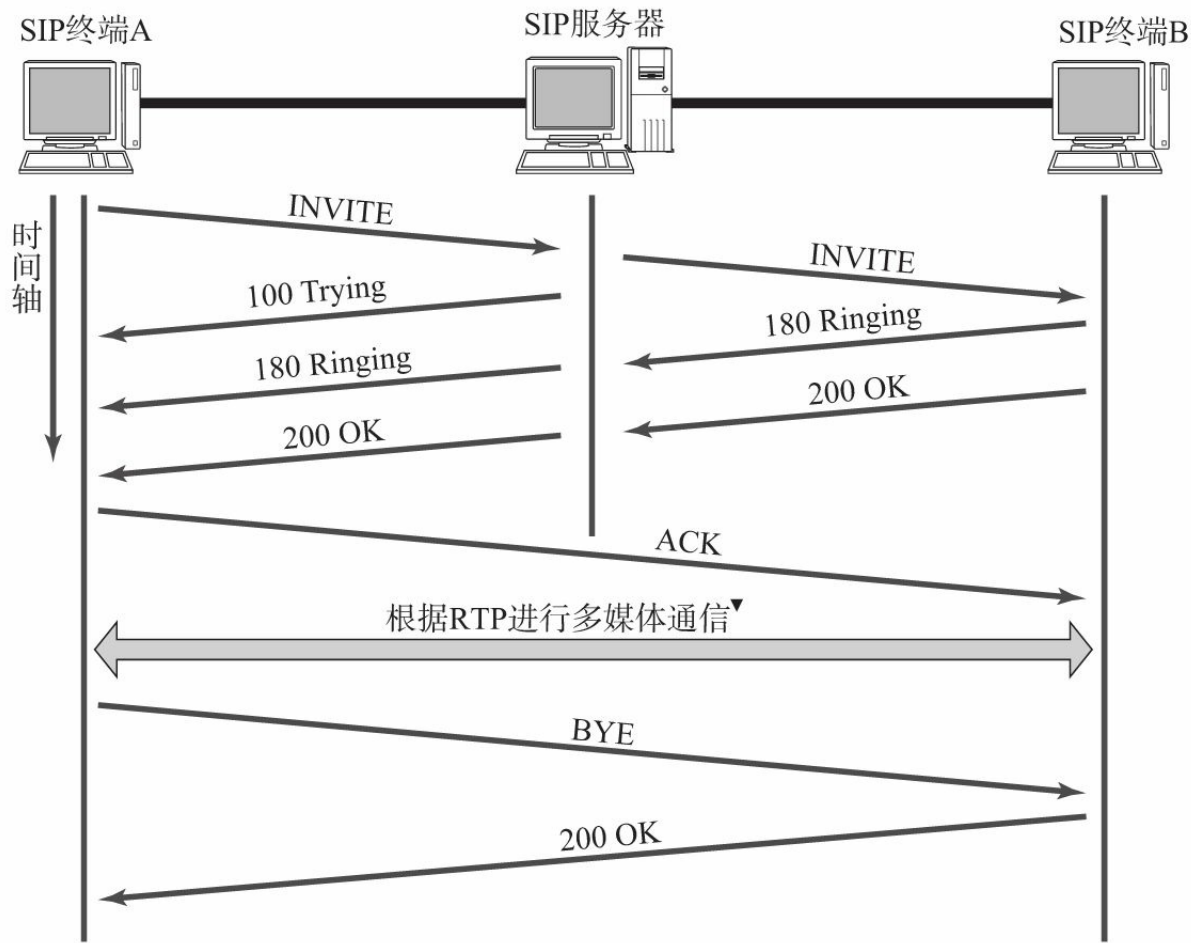 SIP终端A
SIP服务器
SIP终端B
时间轴
INVITE
INVITE
100 Trying
180 Ringing
180 Ringing
200 OK
200 OK
ACK
根据RTP进行多媒体通信▼
BYE
200 OK